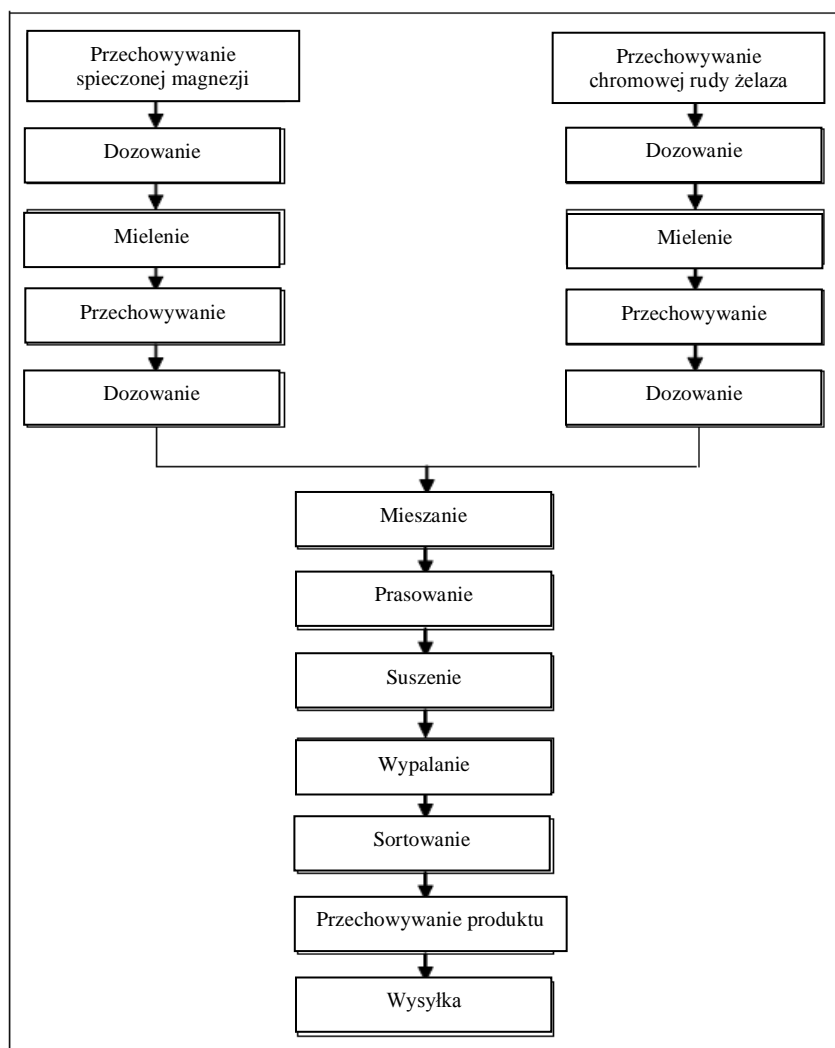 Przechowywanie
spieczonej magnezji
Dozowanie
Mielenie
Przechowywanie
Dozowanie
Przechowywanie
chromowej rudy żelaza
Dozowanie
Mielenie
Przechowywanie
Dozowanie
Mieszanie
Prasowanie
Suszenie
Wypalanie
Sortowanie
Przechowywanie produktu
Wysyłka